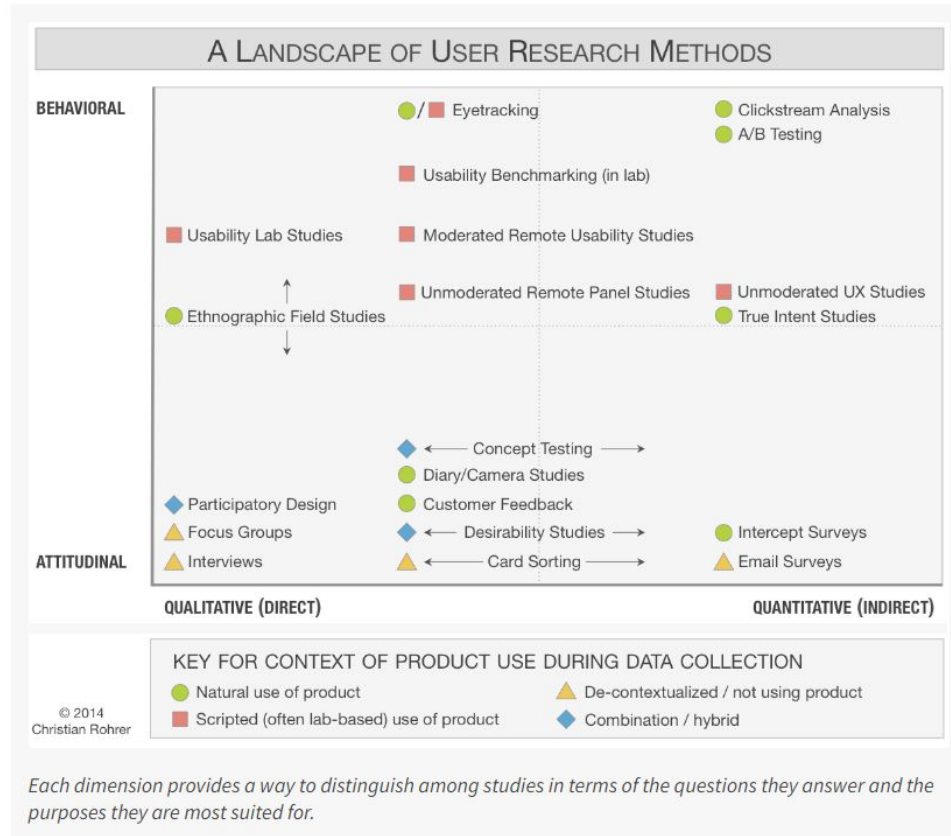 A LANDSCAPE OF USER RESEARCH METHODS
BEHAVIORAL
/ Eyetracking
Clickstream Analysis
A/B Testing
Usability Benchmarking (in lab)
Usability Lab Studies
Moderated Remote Usability Studies
Unmoderated Remote Panel Studies
Unmoderated UX Studies
Ethnographic Field Studies
True Intent Studies
Concept Testing
Diary/Camera Studies
Participatory Design
Customer Feedback
Focus Groups
Desirability Studies
Intercept Surveys
ATTITUDINAL
Interviews
Card Sorting
Email Surveys
QUALITATIVE (DIRECT)
QUANTITATIVE (INDIRECT)
KEY FOR CONTEXT OF PRODUCT USE DURING DATA COLLECTION
Natural use of product
De-contextualized / not using product
Scripted (often lab-based) use of product
Combination / hybrid
© 2014
Christian Rohrer
Each dimension provides a way to distinguish among studies in terms of the questions they answer and the
purposes they are most suited for.